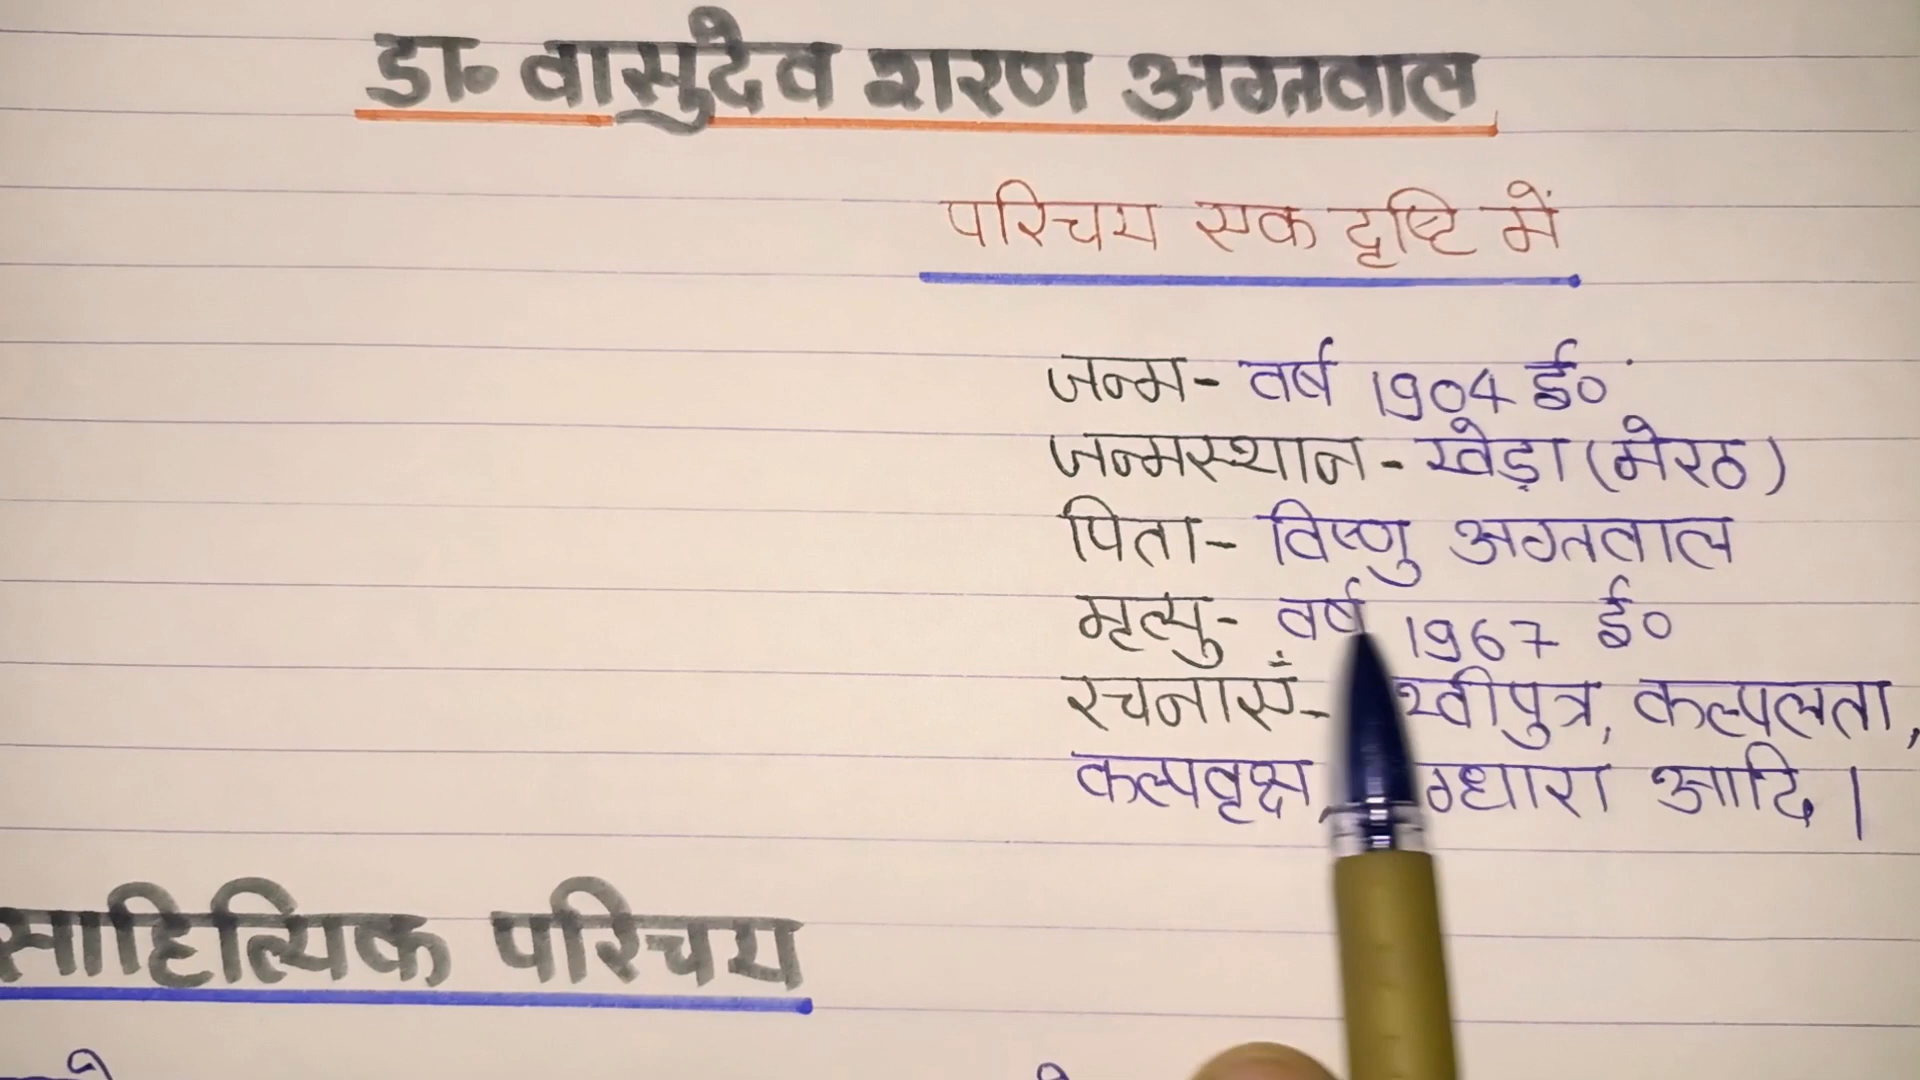 डा० वासुदेव शरण अग्रवाल
परिचय एक दृष्टि में
जन्म- वर्ष 1904 ई०
जन्मस्थान- खेड़ा (मेरठ)
पिता- विष्णु अग्रवाल
मृत्यु- वर्ष 1967 ई०
रचनाएँ- कल्पलता,
कल्पवृक्ष, आदि।
साहित्यिक परिचय